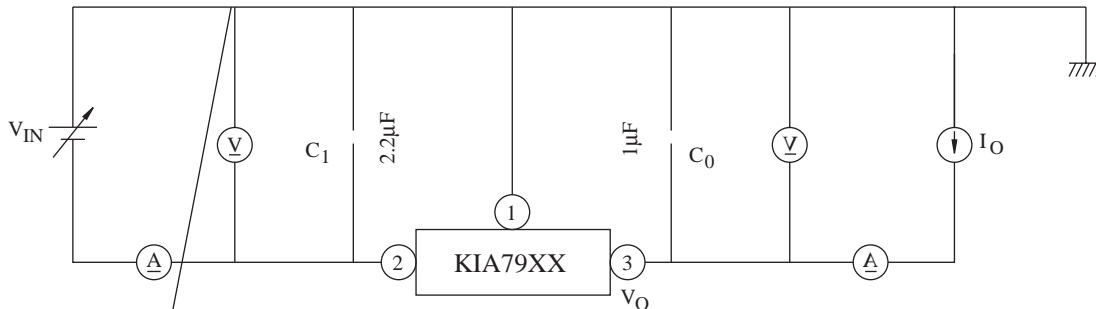 V_IN
V
C_1
2.2μF
1μF
C_0
V
I_O
1
A
2
KIA79XX
3
A
V_O